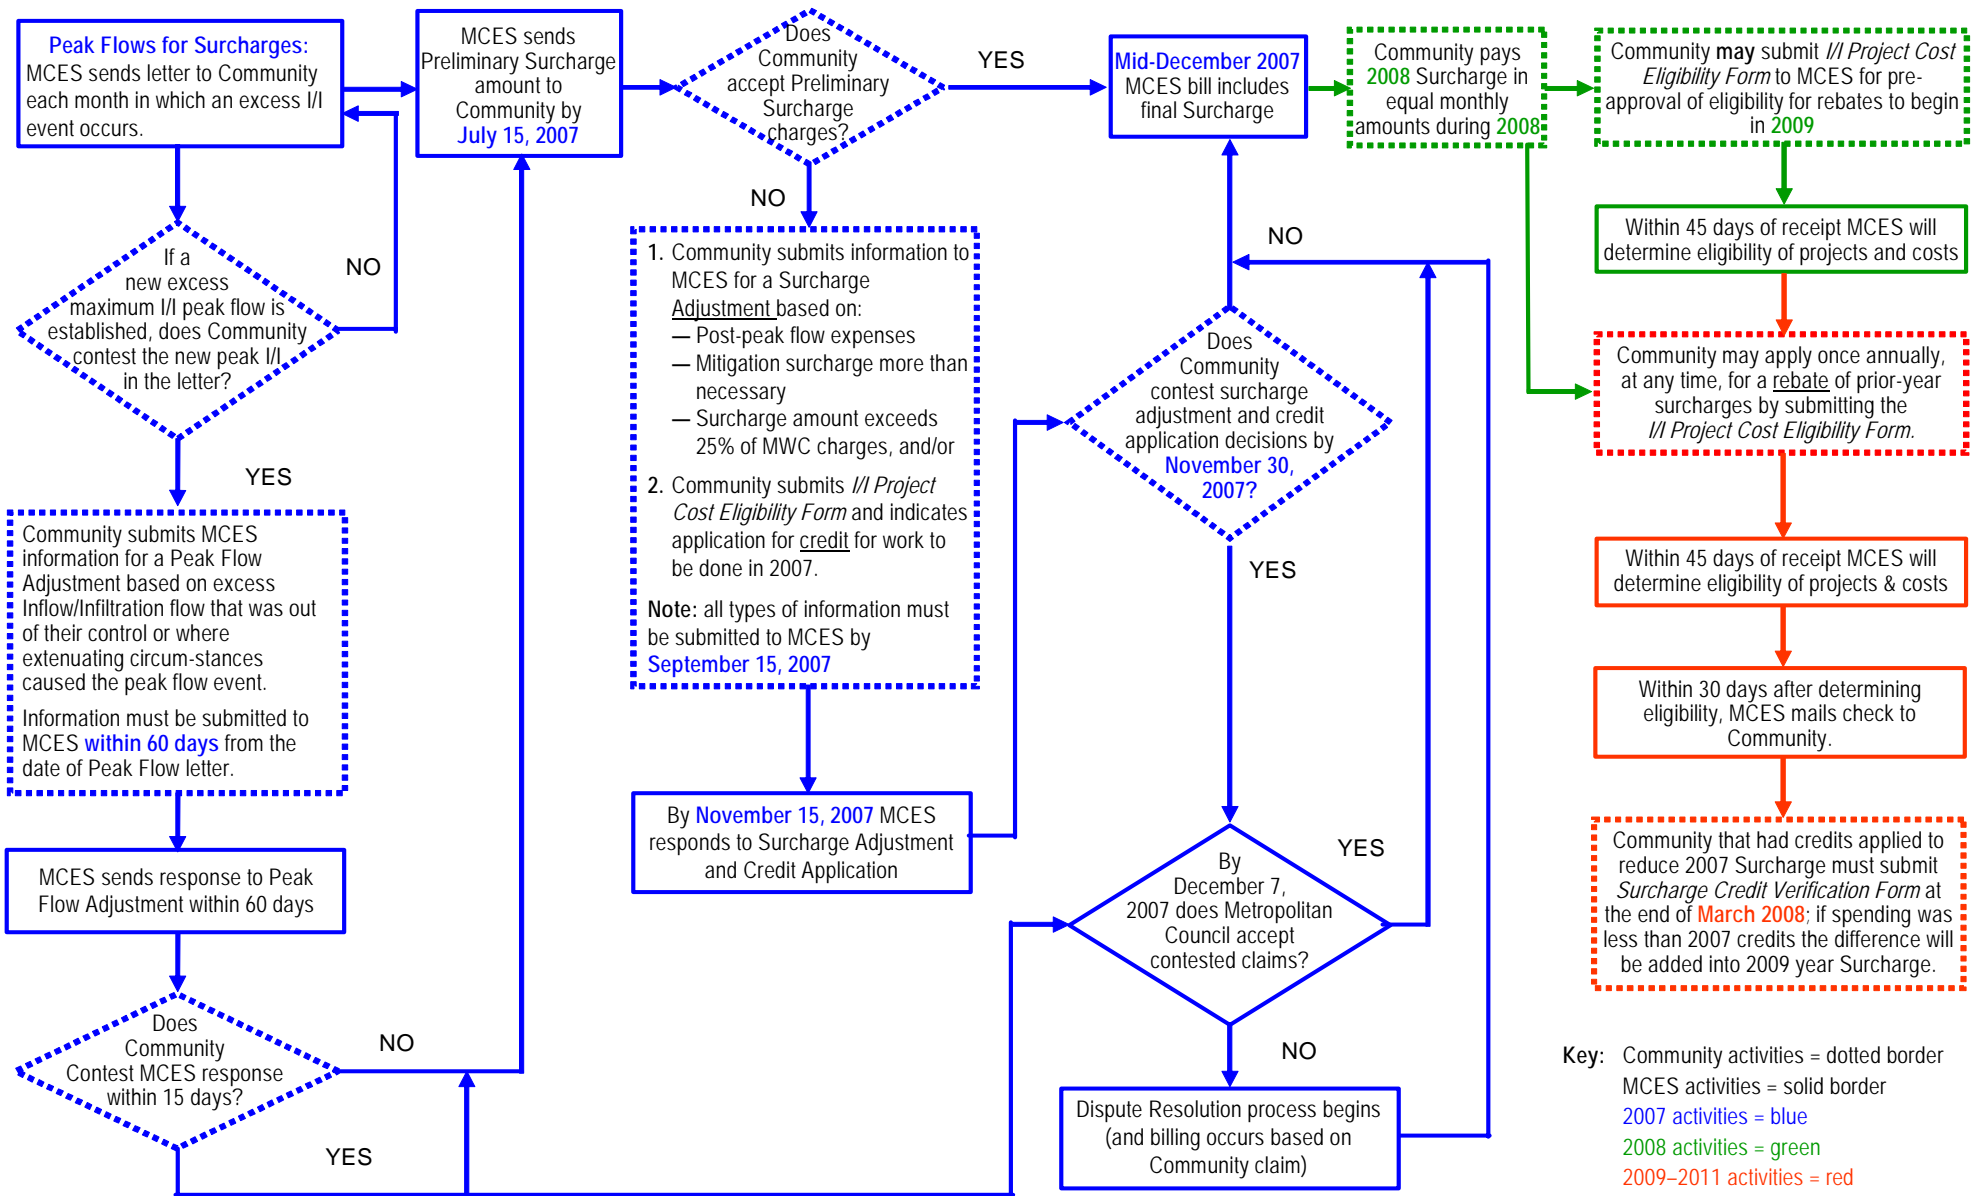 Peak Flows for Surcharges:
MCES sends letter to Community
each month in which an excess I/I
event occurs.
If a
new excess
maximum I/I peak flow is
established, does Community
contest the new peak I/I
in the letter?
NO
YES
Community submits MCES
information for a Peak Flow
Adjustment based on excess
Inflow/Infiltration flow that was out
of their control or where
extenuating circum-stances
caused the peak flow event.
Information must be submitted to
MCES within 60 days from the
date of Peak Flow letter.
MCES sends response to Peak
Flow Adjustment within 60 days
Does
Community
Contest MCES response
within 15 days?
NO
YES
MCES sends
Preliminary Surcharge
amount to
Community by
July 15, 2007
Does
Community
accept Preliminary
Surcharge
charges?
YES
NO
1. Community submits information to
MCES for a Surcharge
Adjustment based on:
— Post-peak flow expenses
— Mitigation surcharge more than
necessary
— Surcharge amount exceeds
25% of MWC charges, and/or
2. Community submits I/I Project
Cost Eligibility Form and indicates
application for credit for work to
be done in 2007.
Note: all types of information must
be submitted to MCES by
September 15, 2007
By November 15, 2007 MCES
responds to Surcharge Adjustment
and Credit Application
Mid-December 2007
MCES bill includes
final Surcharge
NO
Does
Community
contest surcharge
adjustment and credit
application decisions by
November 30,
2007?
YES
By
December 7,
2007 does Metropolitan
Council accept
contested claims?
YES
NO
Dispute Resolution process begins
(and billing occurs based on
Community claim)
Community pays
2008 Surcharge in
equal monthly
amounts during 2008
Community may submit I/I Project Cost
Eligibility Form to MCES for pre-
approval of eligibility for rebates to begin
in 2009
Within 45 days of receipt MCES will
determine eligibility of projects and costs
Community may apply once annually,
at any time, for a rebate of prior-year
surcharges by submitting the
I/I Project Cost Eligibility Form.
Within 45 days of receipt MCES will
determine eligibility of projects & costs
Within 30 days after determining
eligibility, MCES mails check to
Community.
Community that had credits applied to
reduce 2007 Surcharge must submit
Surcharge Credit Verification Form at
the end of March 2008; if spending was
less than 2007 credits the difference will
be added into 2009 year Surcharge.
Key: Community activities = dotted border
MCES activities = solid border
2007 activities = blue
2008 activities = green
2009–2011 activities = red